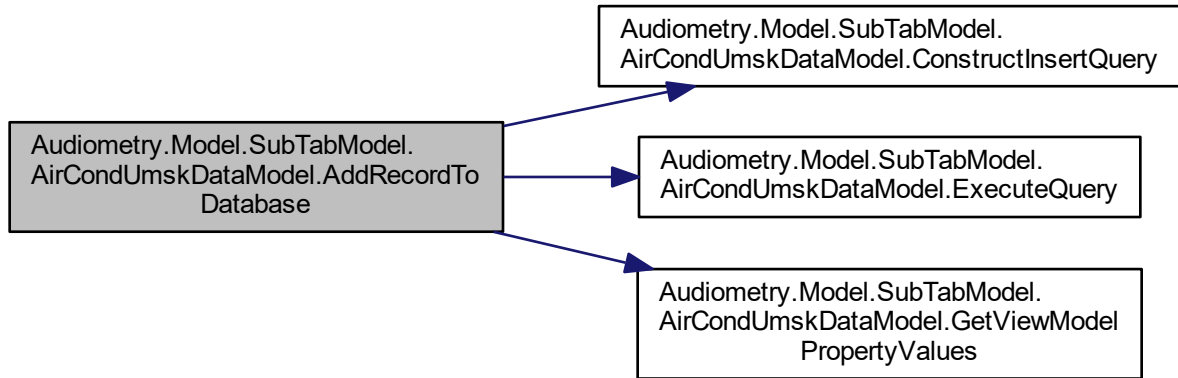 Audiometry.Model.SubTabModel.
AirCondUmskDataModel.AddRecordTo
Database
Audiometry.Model.SubTabModel.
AirCondUmskDataModel.ConstructInsertQuery
Audiometry.Model.SubTabModel.
AirCondUmskDataModel.ExecuteQuery
Audiometry.Model.SubTabModel.
AirCondUmskDataModel.GetViewModel
PropertyValues